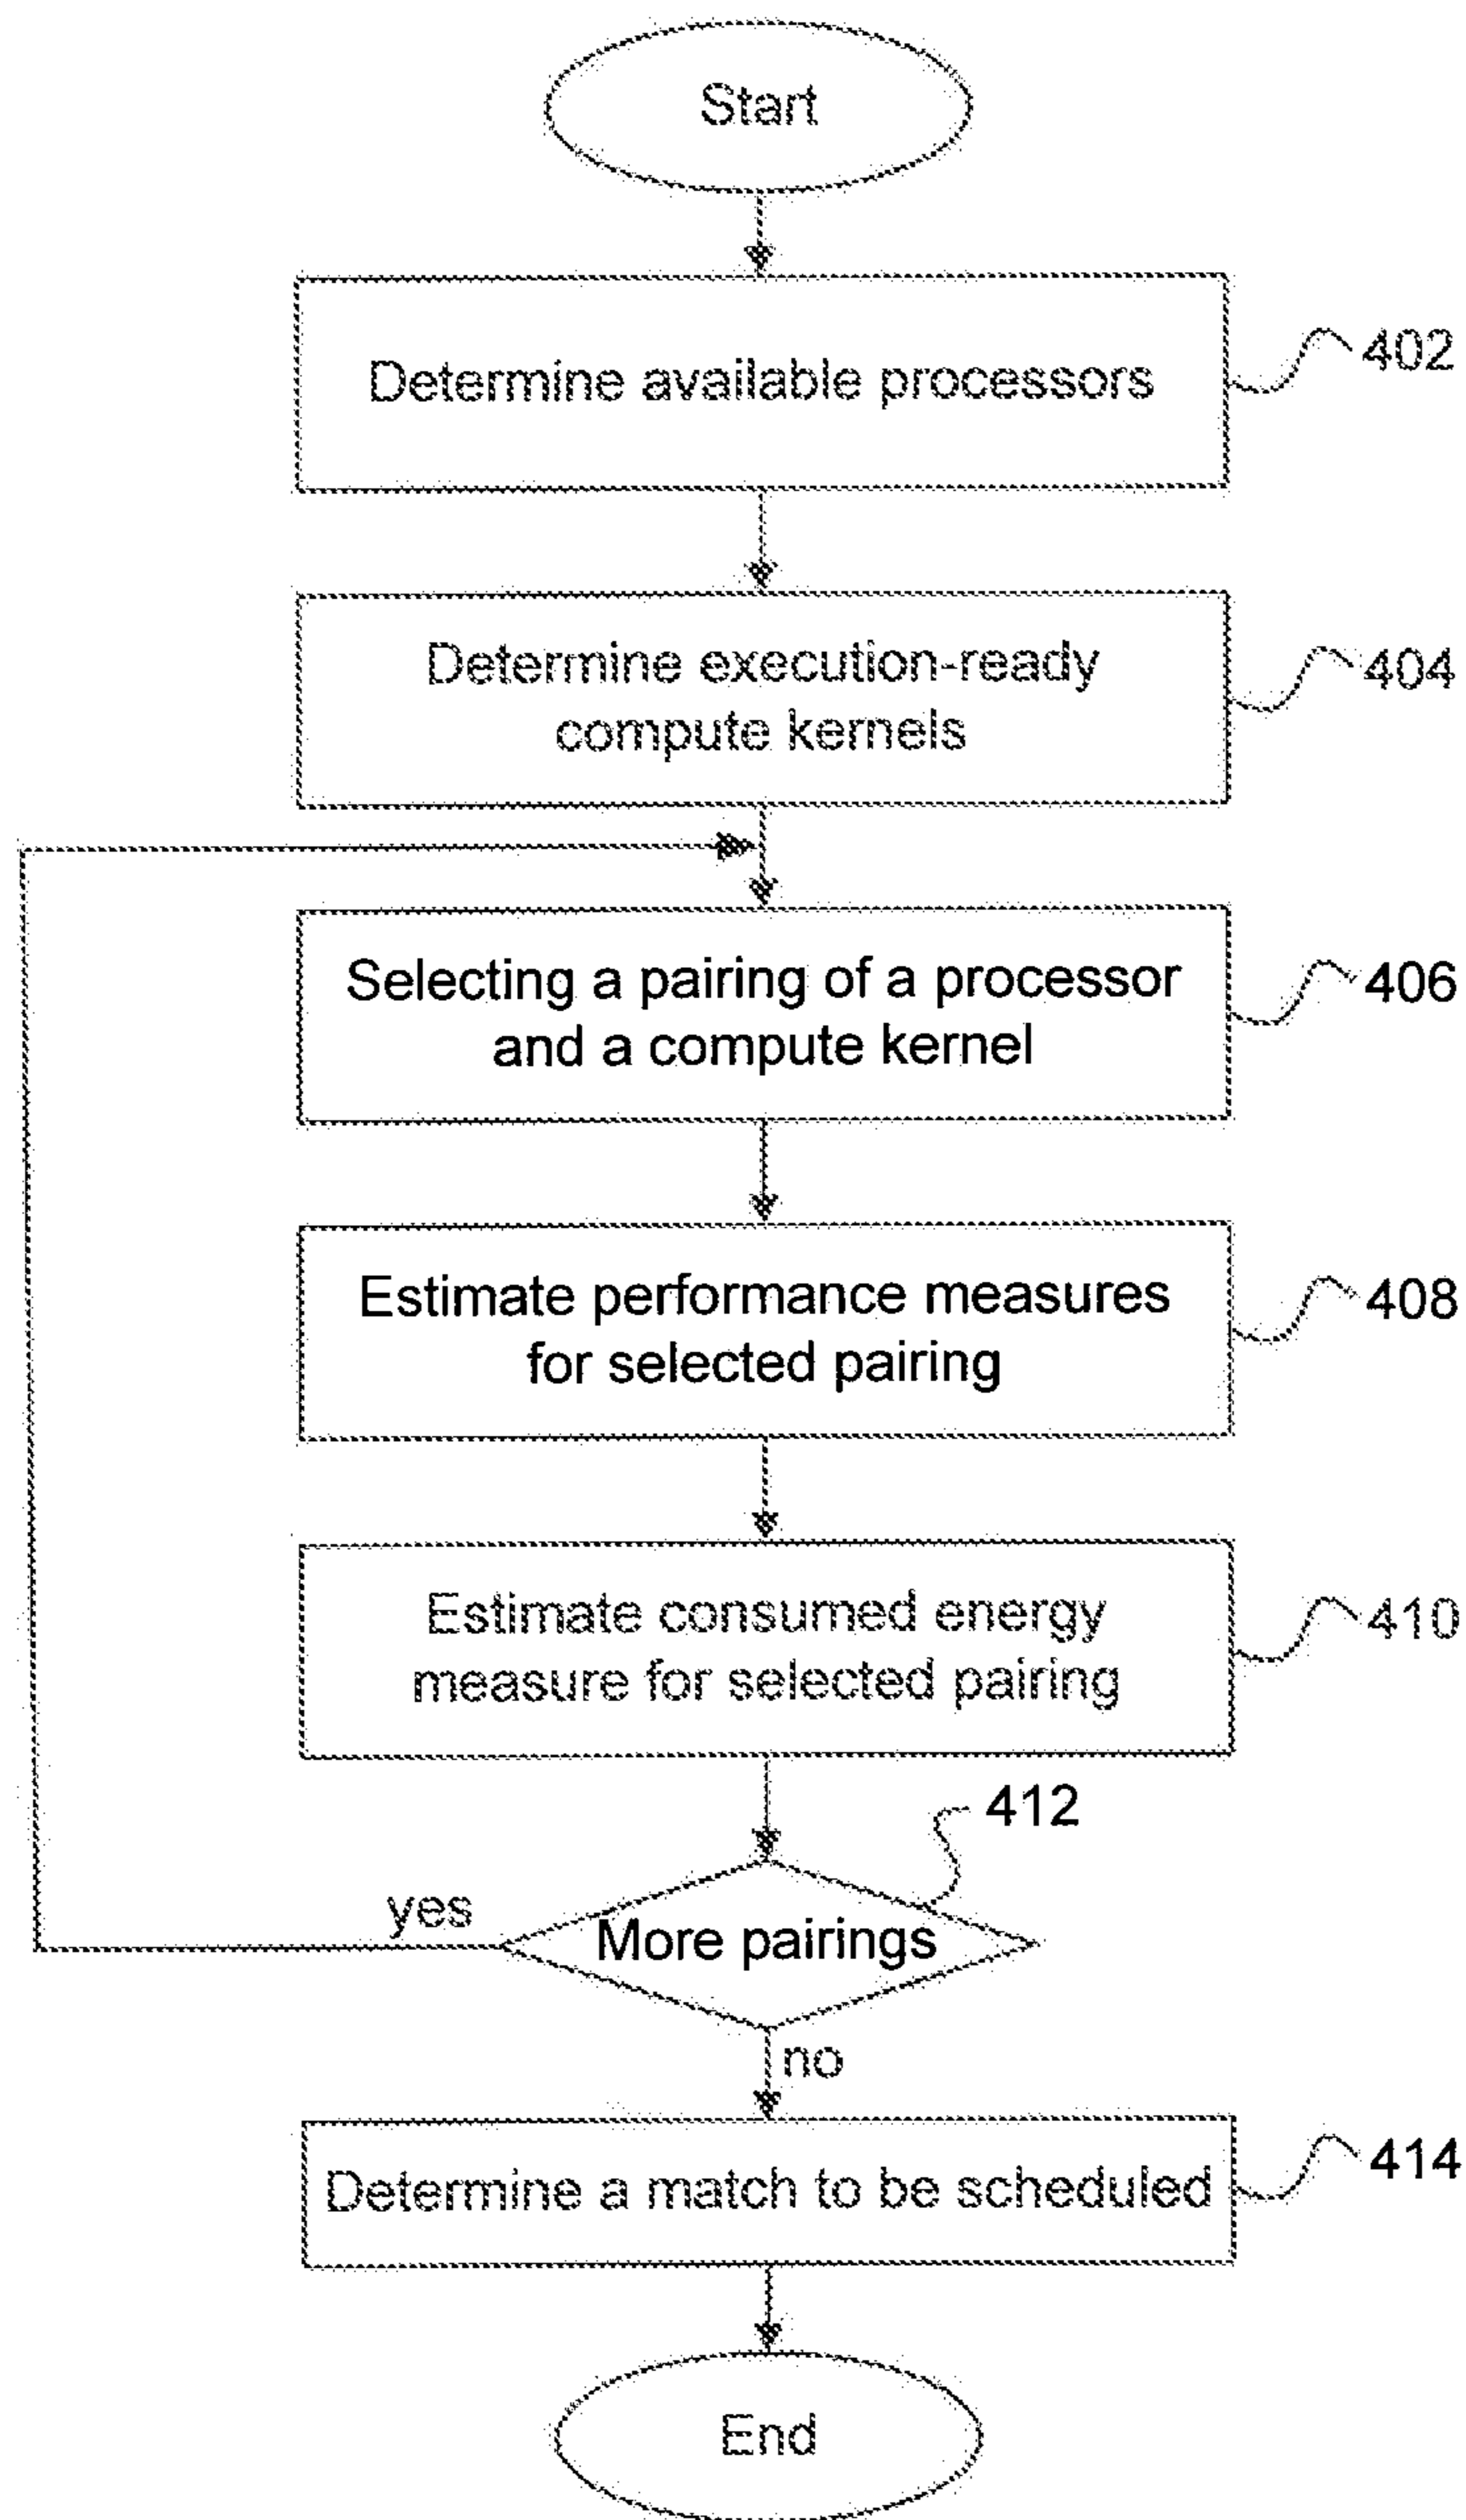 Start
Determine available processors
402
Determine execution-ready
compute kernels
404
Selecting a pairing of a processor
and a compute kernel
406
Estimate performance measures
for selected pairing
408
Estimate consumed energy
measure for selected pairing
410
412
yes
More pairings
no
Determine a match to be scheduled
414
End